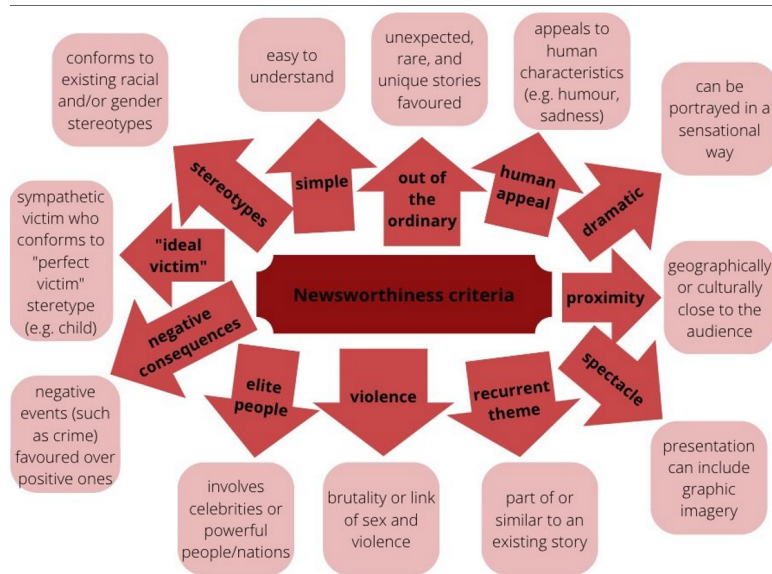 conforms to
existing racial
and/or gender
stereotypes
easy to
understand
unexpected,
rare, and
unique stories
favoured
appeals to
human
characteristics
(e.g. humour,
sadness)
can be
portrayed in a
sensational
way
stereotypes
simple
out of
the
ordinary
human
appeal
dramatic
sympathetic
victim who
conforms to
"perfect
victim"
steretype
(e.g. child)
"ideal
victim"
Newsworthiness criteria
proximity
geographically
or culturally
close to the
audience
negative
consequences
elite
people
violence
recurrent
theme
spectacle
negative
events (such
as crime)
favoured over
positive ones
involves
celebrities or
powerful
people/nations
brutality or link
of sex and
violence
part of or
similar to an
existing story
presentation
can include
graphic
imagery